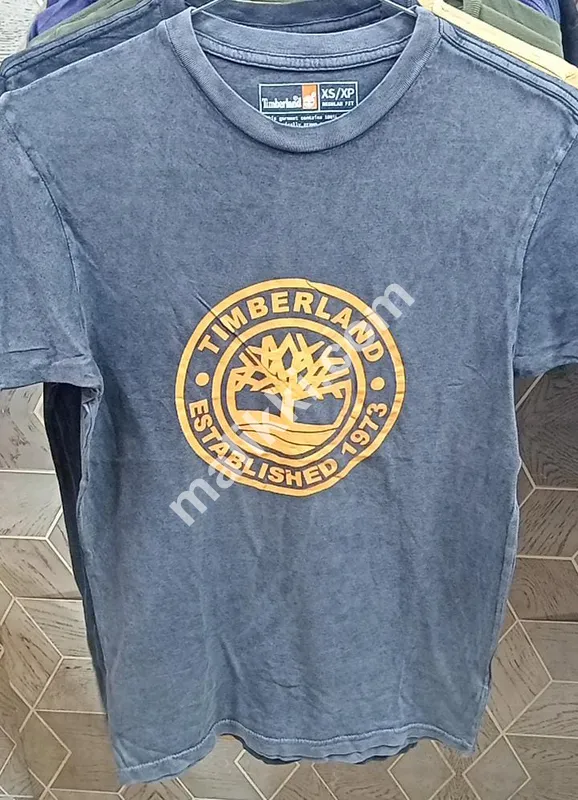 Timberland
XS/XP
REGULAR FIT
TIMBERLAND
ESTABLISHED 1973